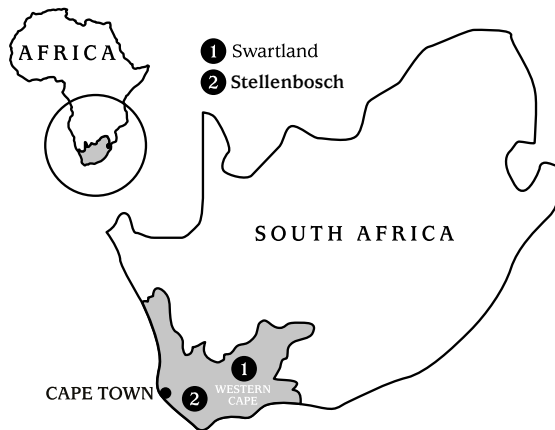 AFRICA
1 Swartland
2 Stellenbosch
SOUTH AFRICA
1
WESTERN
CAPE
CAPE TOWN
2